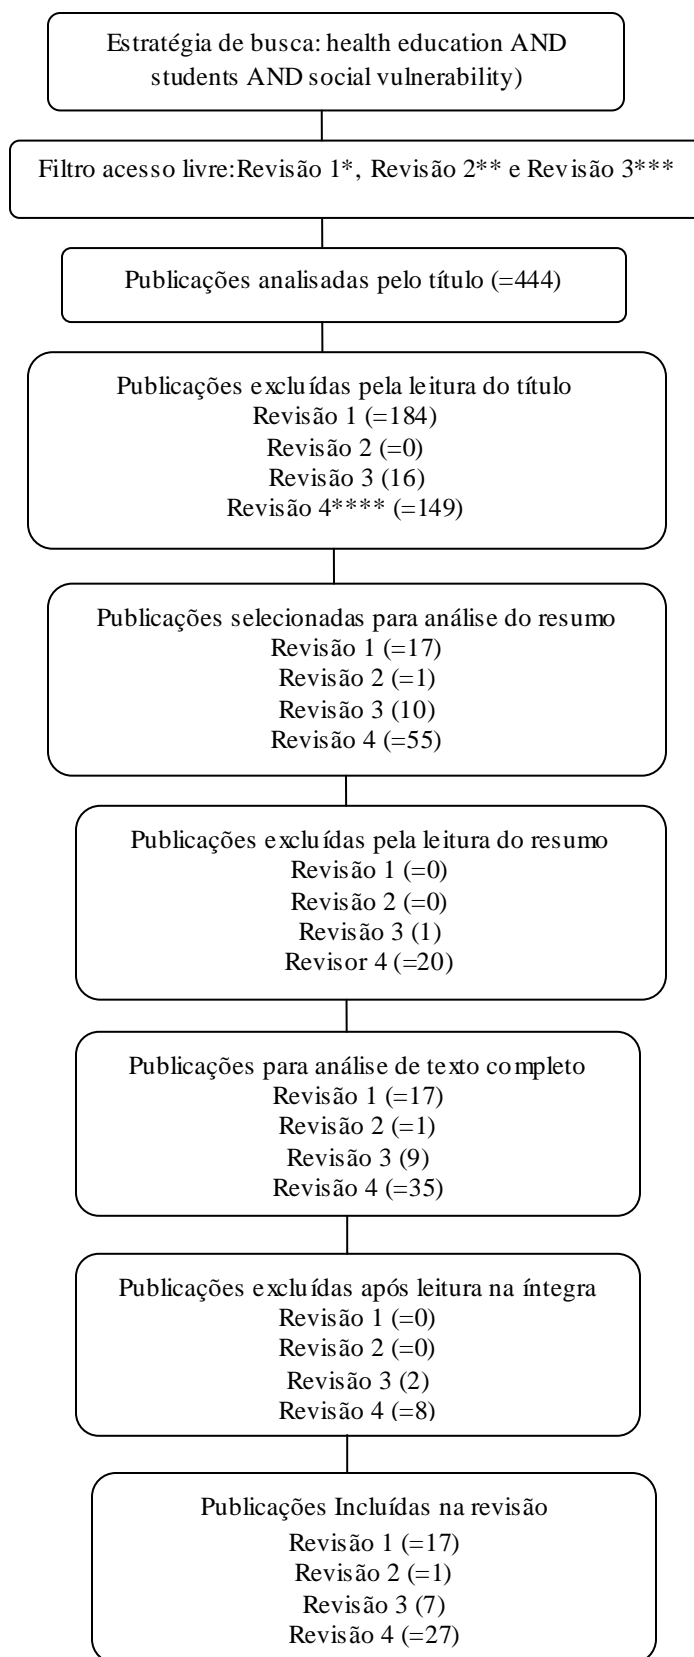 Estratégia de busca: health education AND
students AND social vulnerability)
Filtro acesso livre:Revisão 1*, Revisão 2** e Revisão 3***
Publicações analisadas pelo título (=444)
Publicações excluídas pela leitura do título
Revisão 1 (=184)
Revisão 2 (=0)
Revisão 3 (16)
Revisão 4**** (=149)
Publicações selecionadas para análise do resumo
Revisão 1 (=17)
Revisão 2 (=1)
Revisão 3 (10)
Revisão 4 (=55)
Publicações excluídas pela leitura do resumo
Revisão 1 (=0)
Revisão 2 (=0)
Revisão 3 (1)
Revisor 4 (=20)
Publicações para análise de texto completo
Revisão 1 (=17)
Revisão 2 (=1)
Revisão 3 (9)
Revisão 4 (=35)
Publicações excluídas após leitura na íntegra
Revisão 1 (=0)
Revisão 2 (=0)
Revisão 3 (2)
Revisão 4 (=8)
Publicações Incluídas na revisão
Revisão 1 (=17)
Revisão 2 (=1)
Revisão 3 (7)
Revisão 4 (=27)